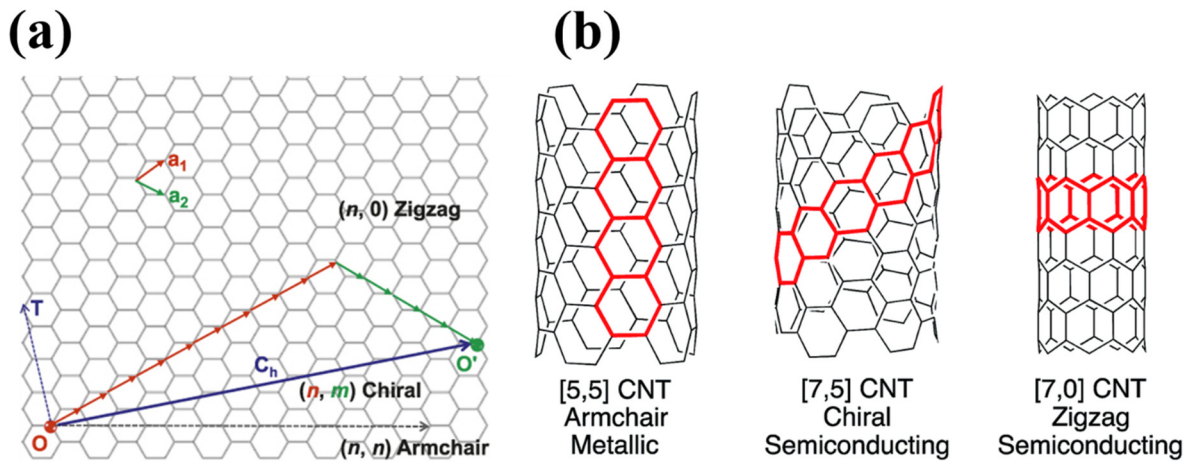 (a)
a₁
a₂
(n, 0) Zigzag
T
Cₕ
O'
(n, m) Chiral
O
(n, n) Armchair
(b)
[5,5] CNT
Armchair
Metallic
[7,5] CNT
Chiral
Semiconducting
[7,0] CNT
Zigzag
Semiconducting